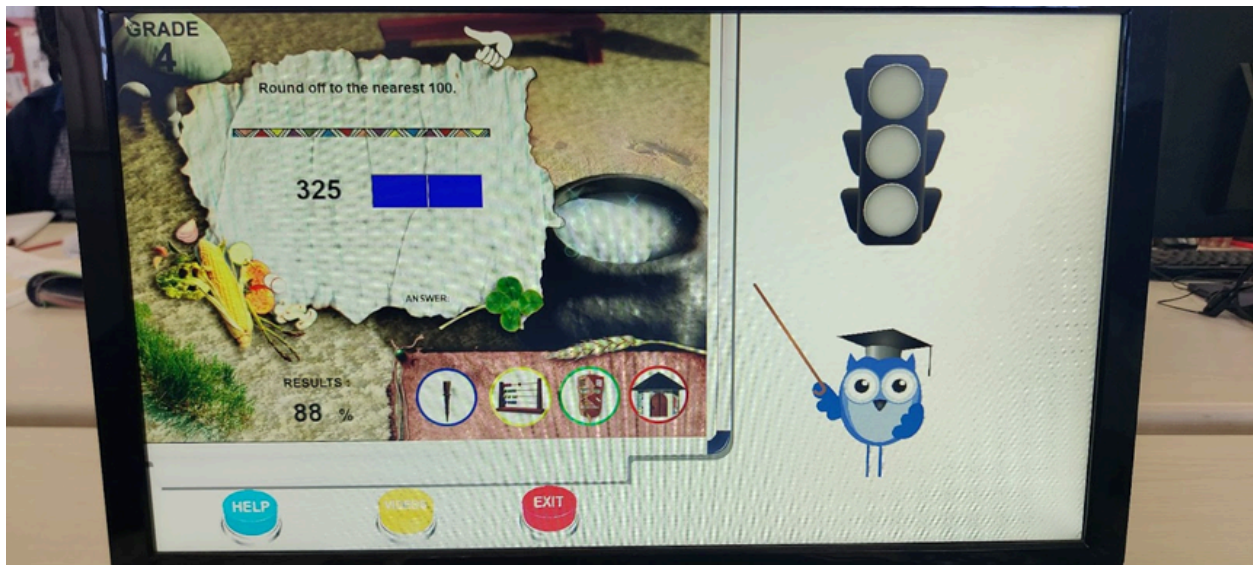 GRADE
4
Round off to the nearest 100.
325
ANSWER:
RESULTS :
88 %
HELP
EXIT